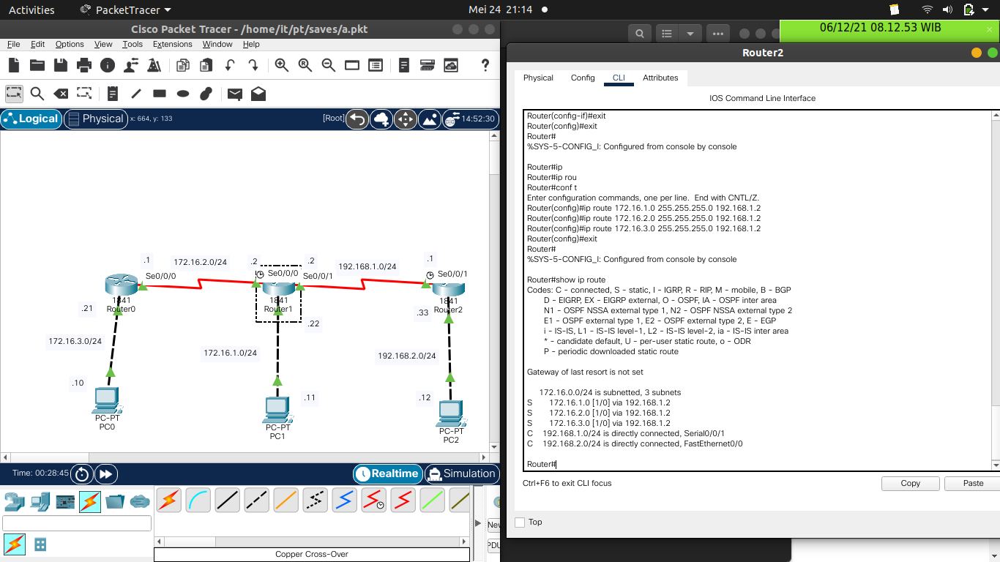 Activities PacketTracer Mei 24 21:14
Cisco Packet Tracer - /home/it/pt/saves/a.pkt
06/12/21 08.12.53 WIB
File Edit Options View Tools Extensions Window Help
Logical Physical x: 664, y: 133 [Root] 14:52:30
.1 172.16.2.0/24 .2 .2 192.168.1.0/24 .1
Se0/0/0 Se0/0/0 Se0/0/1 Se0/0/1
1841
Router0
1841
Router1
1841
Router2
.21 .22 .33
172.16.3.0/24 172.16.1.0/24 192.168.2.0/24
.10 .11 .12
PC-PT
PC0
PC-PT
PC1
PC-PT
PC2
Time: 00:28:45 Realtime Simulation
New
PDU
Copper Cross-Over
Router2
Physical Config CLI Attributes
IOS Command Line Interface
Router(config-if)#exit
Router(config)#exit
Router#
%SYS-5-CONFIG_I: Configured from console by console
Router#ip
Router#ip rou
Router#conf t
Enter configuration commands, one per line. End with CNTL/Z.
Router(config)#ip route 172.16.1.0 255.255.255.0 192.168.1.2
Router(config)#ip route 172.16.2.0 255.255.255.0 192.168.1.2
Router(config)#ip route 172.16.3.0 255.255.255.0 192.168.1.2
Router(config)#exit
Router#
%SYS-5-CONFIG_I: Configured from console by console
Router#show ip route
Codes: C - connected, S - static, I - IGRP, R - RIP, M - mobile, B - BGP
D - EIGRP, EX - EIGRP external, O - OSPF, IA - OSPF inter area
N1 - OSPF NSSA external type 1, N2 - OSPF NSSA external type 2
E1 - OSPF external type 1, E2 - OSPF external type 2, E - EGP
i - IS-IS, L1 - IS-IS level-1, L2 - IS-IS level-2, ia - IS-IS inter area
* - candidate default, U - per-user static route, o - ODR
P - periodic downloaded static route
Gateway of last resort is not set
172.16.0.0/24 is subnetted, 3 subnets
S 172.16.1.0 [1/0] via 192.168.1.2
S 172.16.2.0 [1/0] via 192.168.1.2
S 172.16.3.0 [1/0] via 192.168.1.2
C 192.168.1.0/24 is directly connected, Serial0/0/1
C 192.168.2.0/24 is directly connected, FastEthernet0/0
Router#
Ctrl+F6 to exit CLI focus Copy Paste
Top